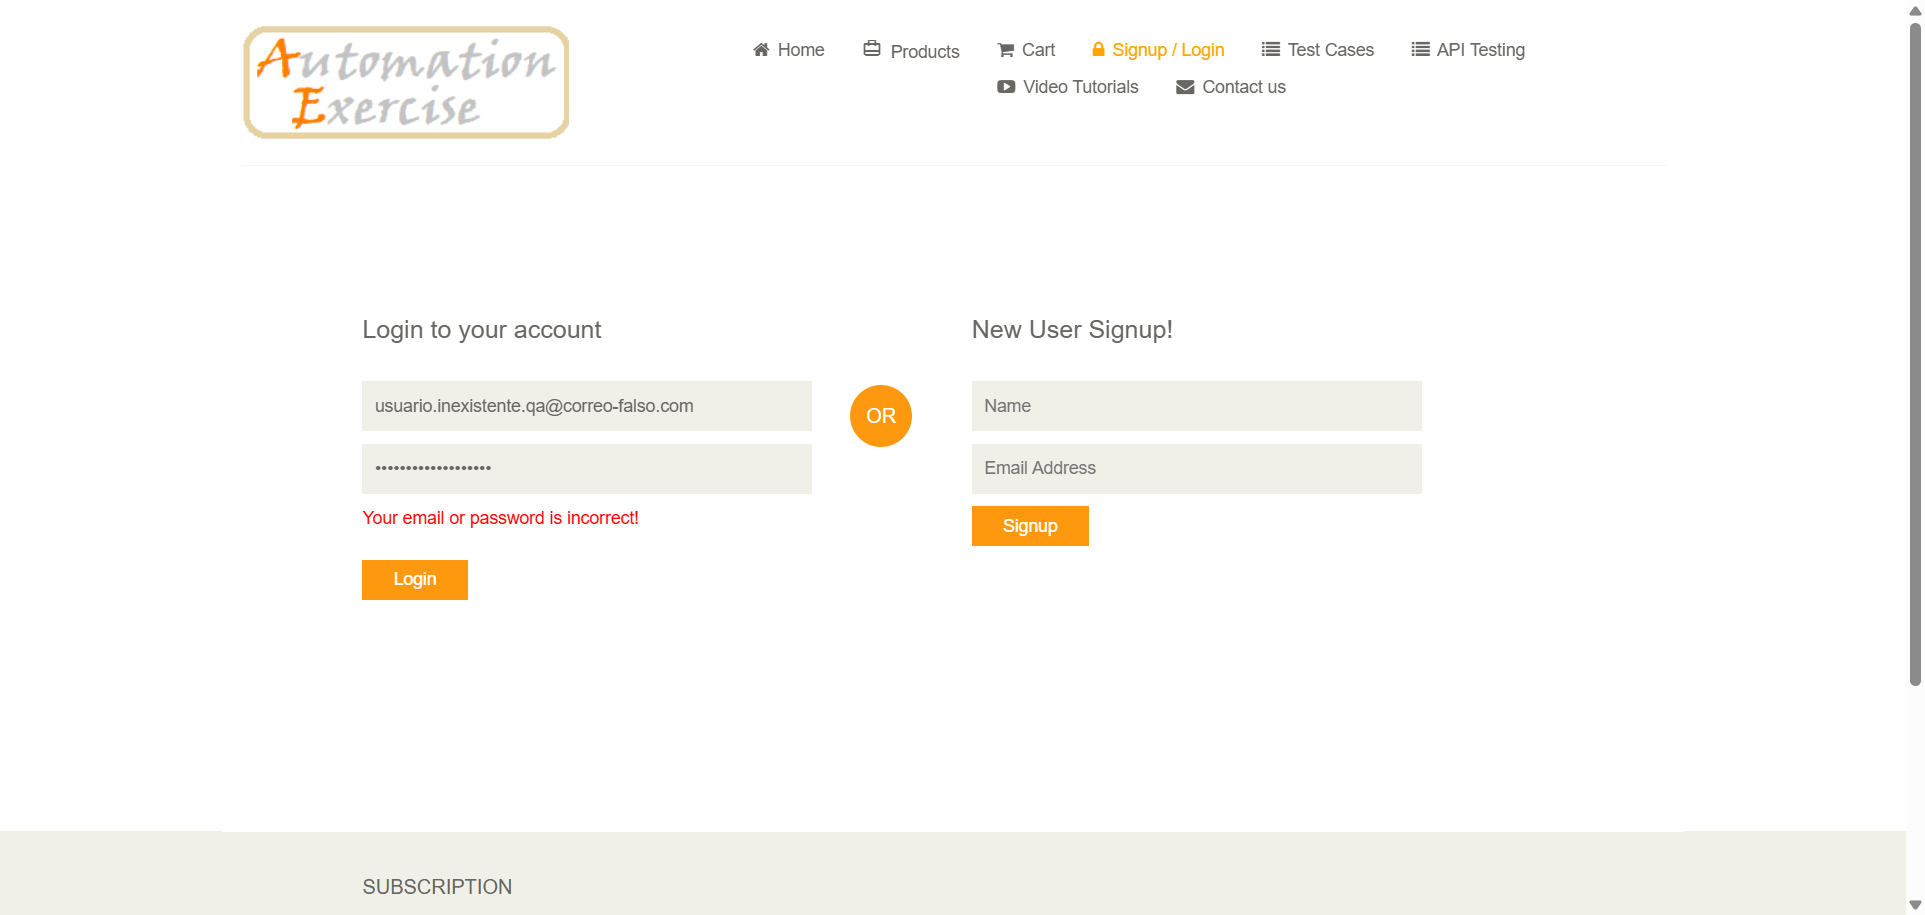 Automation
Exercise
Home
Products
Cart
Signup / Login
Test Cases
API Testing
Video Tutorials
Contact us
Login to your account
usuario.inexistente.qa@correo-falso.com
•••••••••••••••••••
Your email or password is incorrect!
Login
OR
New User Signup!
Name
Email Address
Signup
SUBSCRIPTION